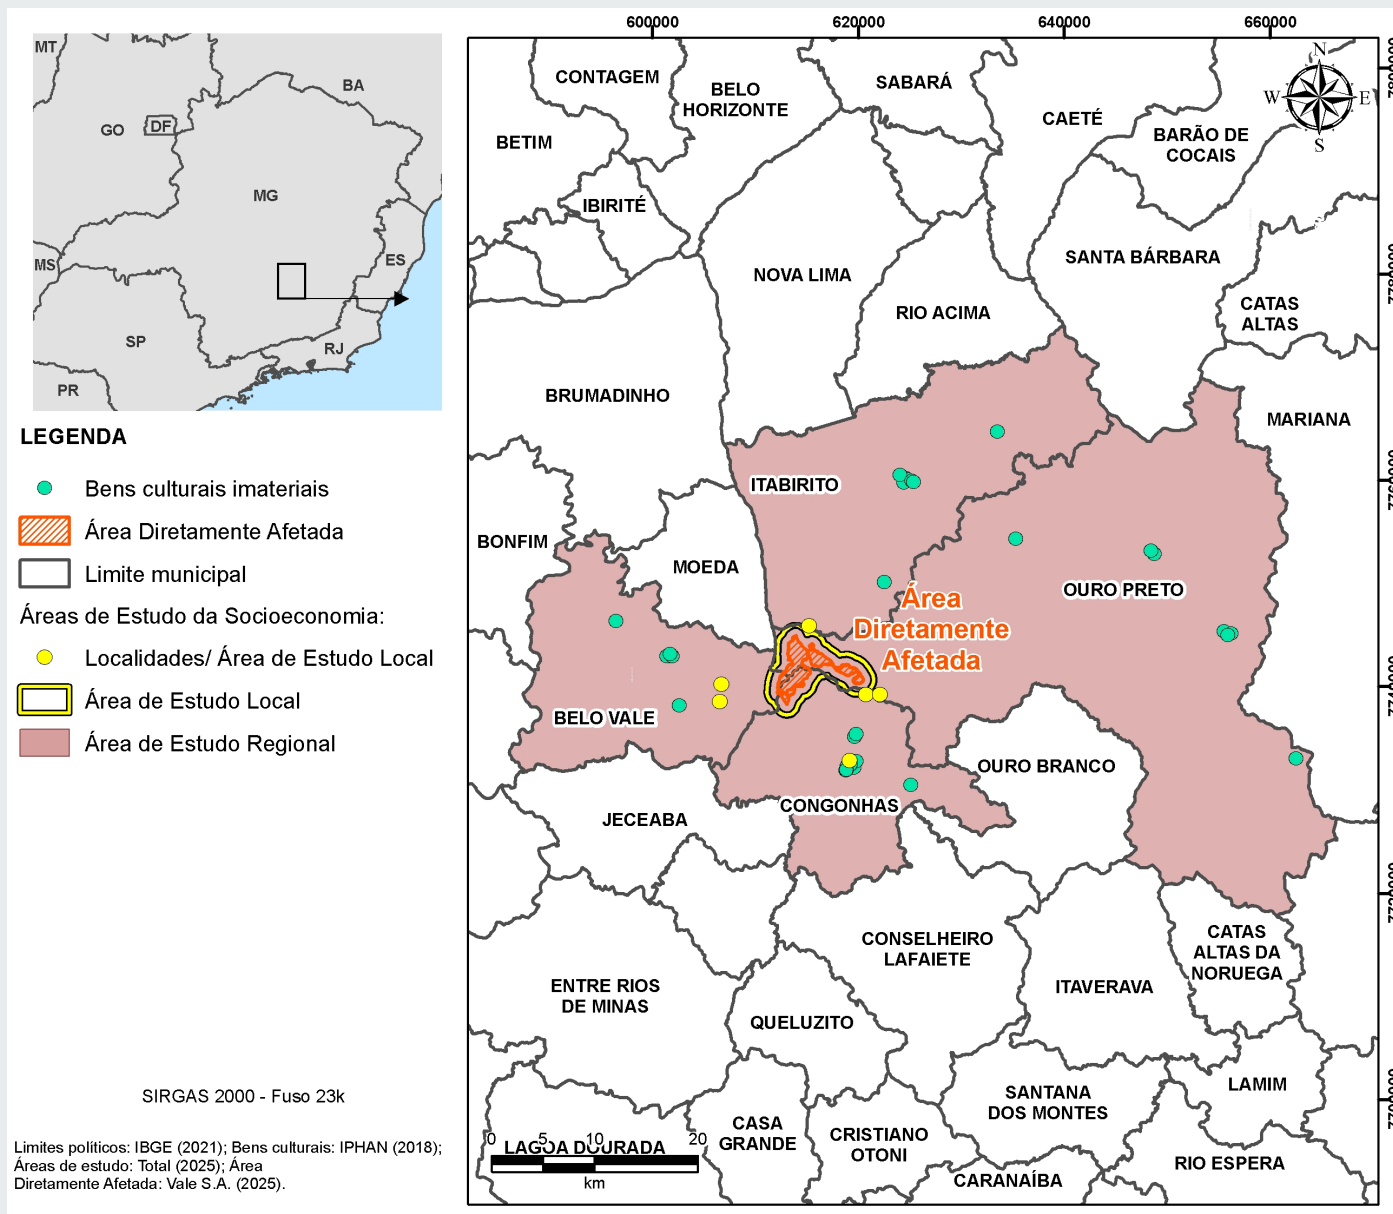 600000
620000
640000
660000
MT
BA
GO
DF
MG
MS
ES
SP
RJ
PR
LEGENDA
Bens culturais imateriais
Área Diretamente Afetada
Limite municipal
Áreas de Estudo da Socioeconomia:
Localidades/ Área de Estudo Local
Área de Estudo Local
Área de Estudo Regional
SIRGAS 2000 - Fuso 23k
Limites políticos: IBGE (2021); Bens culturais: IPHAN (2018);
Áreas de estudo: Total (2025); Área
Diretamente Afetada: Vale S.A. (2025).
N
W
E
S
CONTAGEM
BELO
HORIZONTE
SABARÁ
CAETÉ
BARÃO DE
COCAIS
BETIM
IBIRITÉ
NOVA LIMA
SANTA BÁRBARA
RIO ACIMA
CATAS
ALTAS
BRUMADINHO
MARIANA
ITABIRITO
BONFIM
MOEDA
OURO PRETO
Área
Diretamente
Afetada
BELO VALE
OURO BRANCO
CONGONHAS
JECEABA
CONSELHEIRO
LAFAIETE
CATAS
ALTAS DA
NORUEGA
ENTRE RIOS
DE MINAS
ITAVERAVA
QUELUZITO
SANTANA
DOS MONTES
LAMIM
CASA
GRANDE
CRISTIANO
OTONI
LAGOA DOURADA
RIO ESPERA
CARANAÍBA
0 5 10 20
km